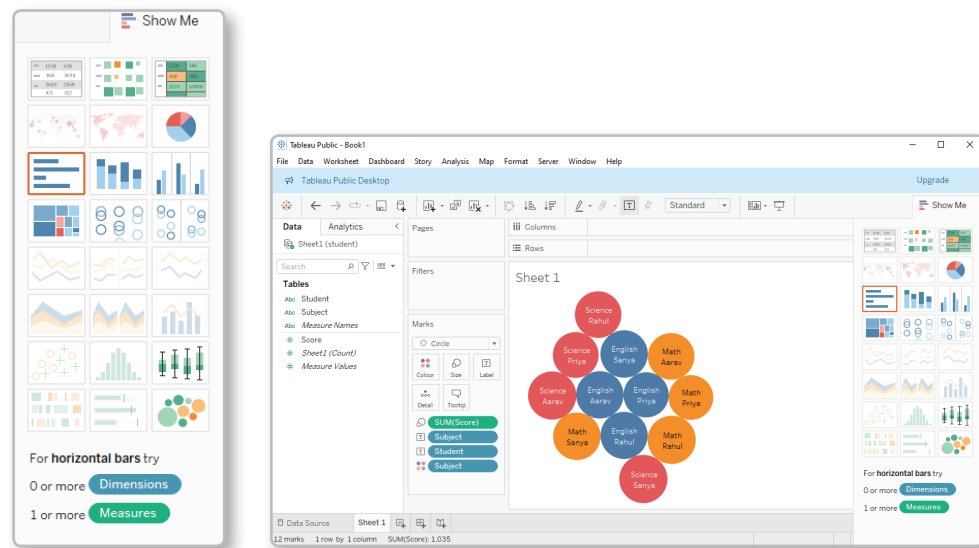 Show Me
For horizontal bars try
0 or more Dimensions
1 or more Measures
Tableau Public - Book1
File Data Worksheet Dashboard Story Analysis Map Format Server Window Help
Tableau Public Desktop
Upgrade
Standard
Show Me
Data Analytics
Sheet1 (student)
Search
Tables
Abc Student
Abc Subject
Abc Measure Names
# Score
# Sheet1 (Count)
# Measure Values
Pages
Filters
Marks
Circle
Colour Size Label
Detail Tooltip
SUM(Score)
Subject
Student
Subject
Columns
Rows
Sheet 1
Science
Rahul
Science
Priya
English
Sanya
Math
Aarav
Science
Aarav
English
Aarav
English
Priya
Math
Priya
Math
Sanya
English
Rahul
Math
Rahul
Science
Sanya
For horizontal bars try
0 or more Dimensions
1 or more Measures
Data Source Sheet 1
12 marks 1 row by 1 column SUM(Score): 1,035